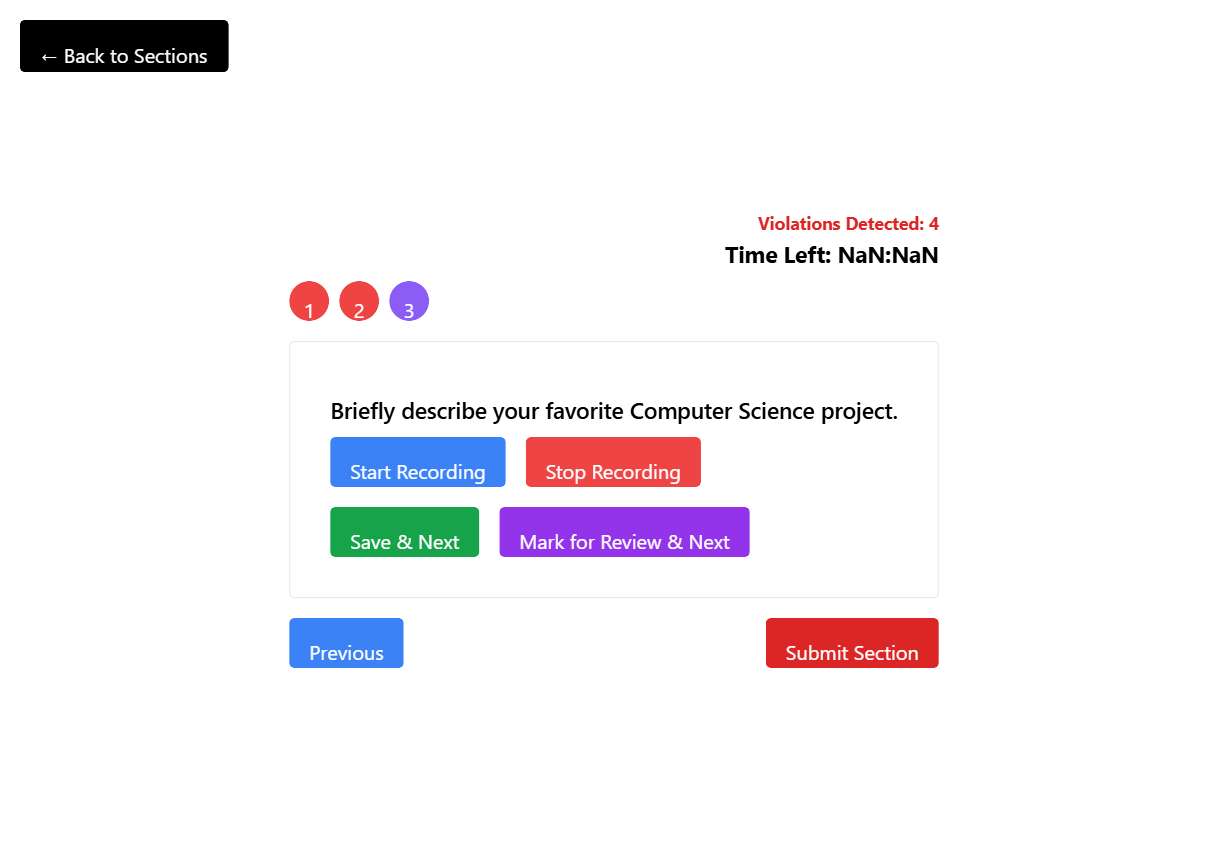 ← Back to Sections
Violations Detected: 4
Time Left: NaN:NaN
1 2 3
Briefly describe your favorite Computer Science project.
Start Recording Stop Recording
Save & Next Mark for Review & Next
Previous Submit Section